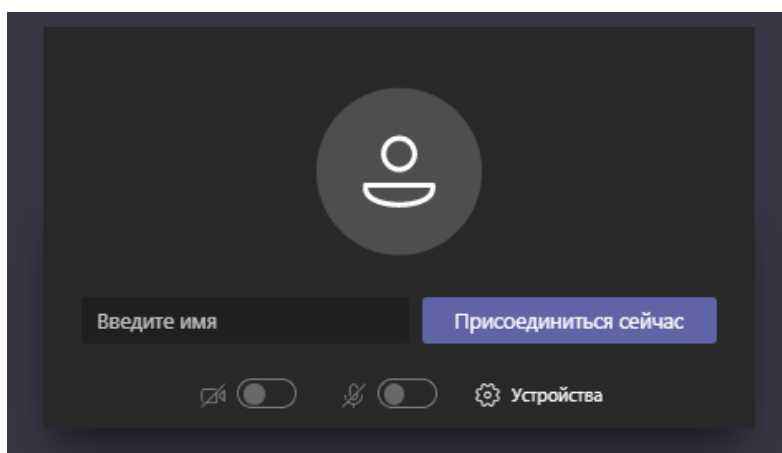 Введите имя
Присоединиться сейчас
Устройства